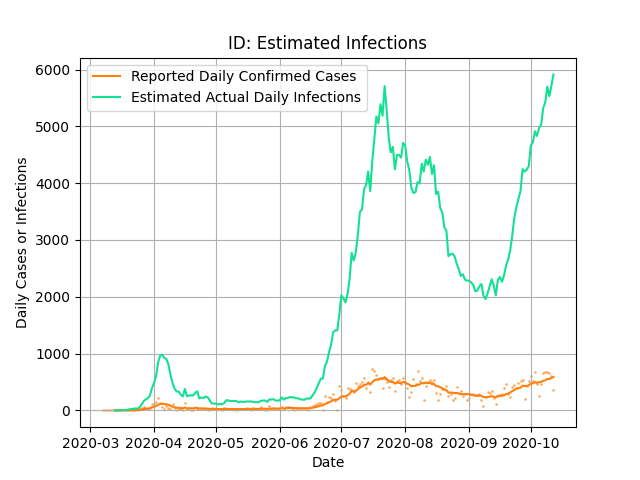 ID: Estimated Infections
Reported Daily Confirmed Cases
Estimated Actual Daily Infections
Daily Cases or Infections
6000
5000
4000
3000
2000
1000
0
2020-03 2020-04 2020-05 2020-06 2020-07 2020-08 2020-09 2020-10
Date